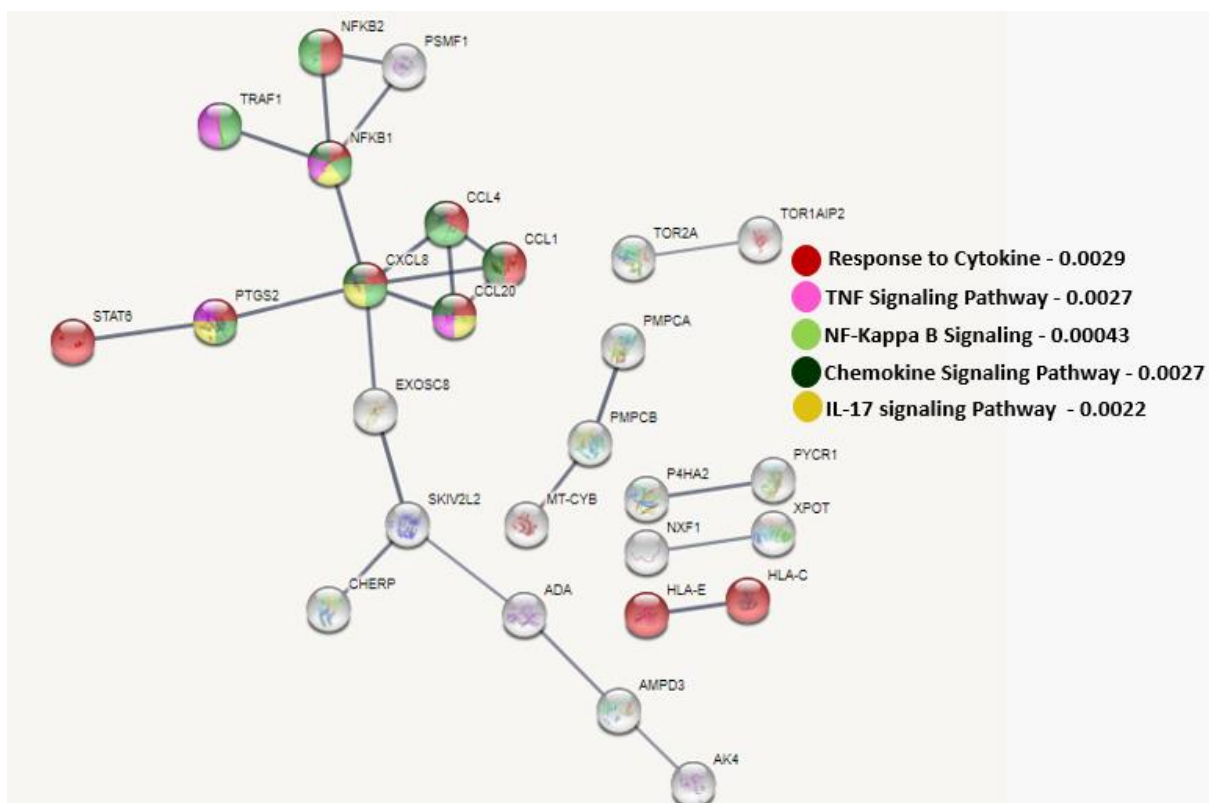 NFKB2
PSMF1
TRAF1
NFKB1
CCL4
CCL1
CXCL8
CCL20
PTGS2
STAT6
EXOSC8
SKIV2L2
CHERP
ADA
AMPD3
AK4
TOR1AIP2
TOR2A
PMPCA
PMPCB
MT-CYB
P4HA2
PYCR1
NXF1
XPOT
HLA-E
HLA-C
Response to Cytokine - 0.0029
TNF Signaling Pathway - 0.0027
NF-Kappa B Signaling - 0.00043
Chemokine Signaling Pathway - 0.0027
IL-17 signaling Pathway - 0.0022